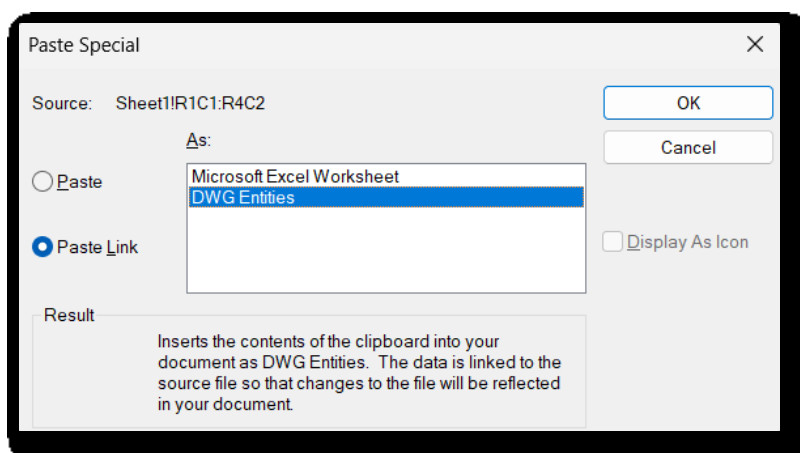 Paste Special
Source: Sheet1!R1C1:R4C2
OK
As:
Cancel
Paste
Microsoft Excel Worksheet
DWG Entities
Paste Link
Display As Icon
Result
Inserts the contents of the clipboard into your
document as DWG Entities. The data is linked to the
source file so that changes to the file will be reflected
in your document.